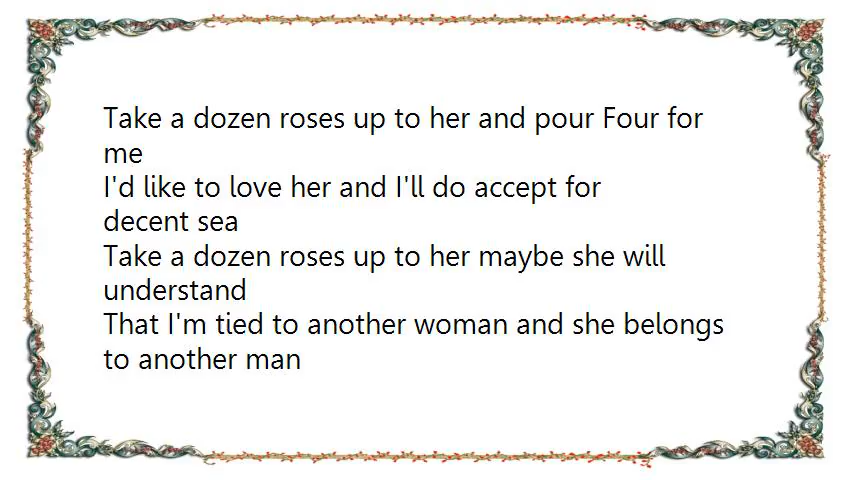 Take a dozen roses up to her and pour Four for
me
I'd like to love her and I'll do accept for
decent sea
Take a dozen roses up to her maybe she will
understand
That I'm tied to another woman and she belongs
to another man